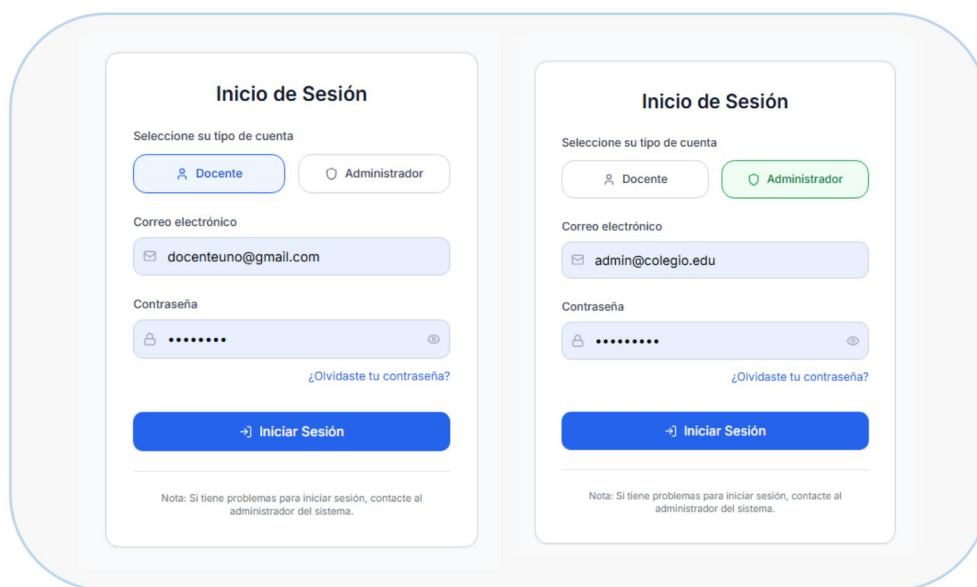 Inicio de Sesión
Seleccione su tipo de cuenta
Docente
Administrador
Correo electrónico
docenteuno@gmail.com
Contraseña
••••••••
¿Olvidaste tu contraseña?
Iniciar Sesión
Nota: Si tiene problemas para iniciar sesión, contacte al
administrador del sistema.
Inicio de Sesión
Seleccione su tipo de cuenta
Docente
Administrador
Correo electrónico
admin@colegio.edu
Contraseña
•••••••••
¿Olvidaste tu contraseña?
Iniciar Sesión
Nota: Si tiene problemas para iniciar sesión, contacte al
administrador del sistema.